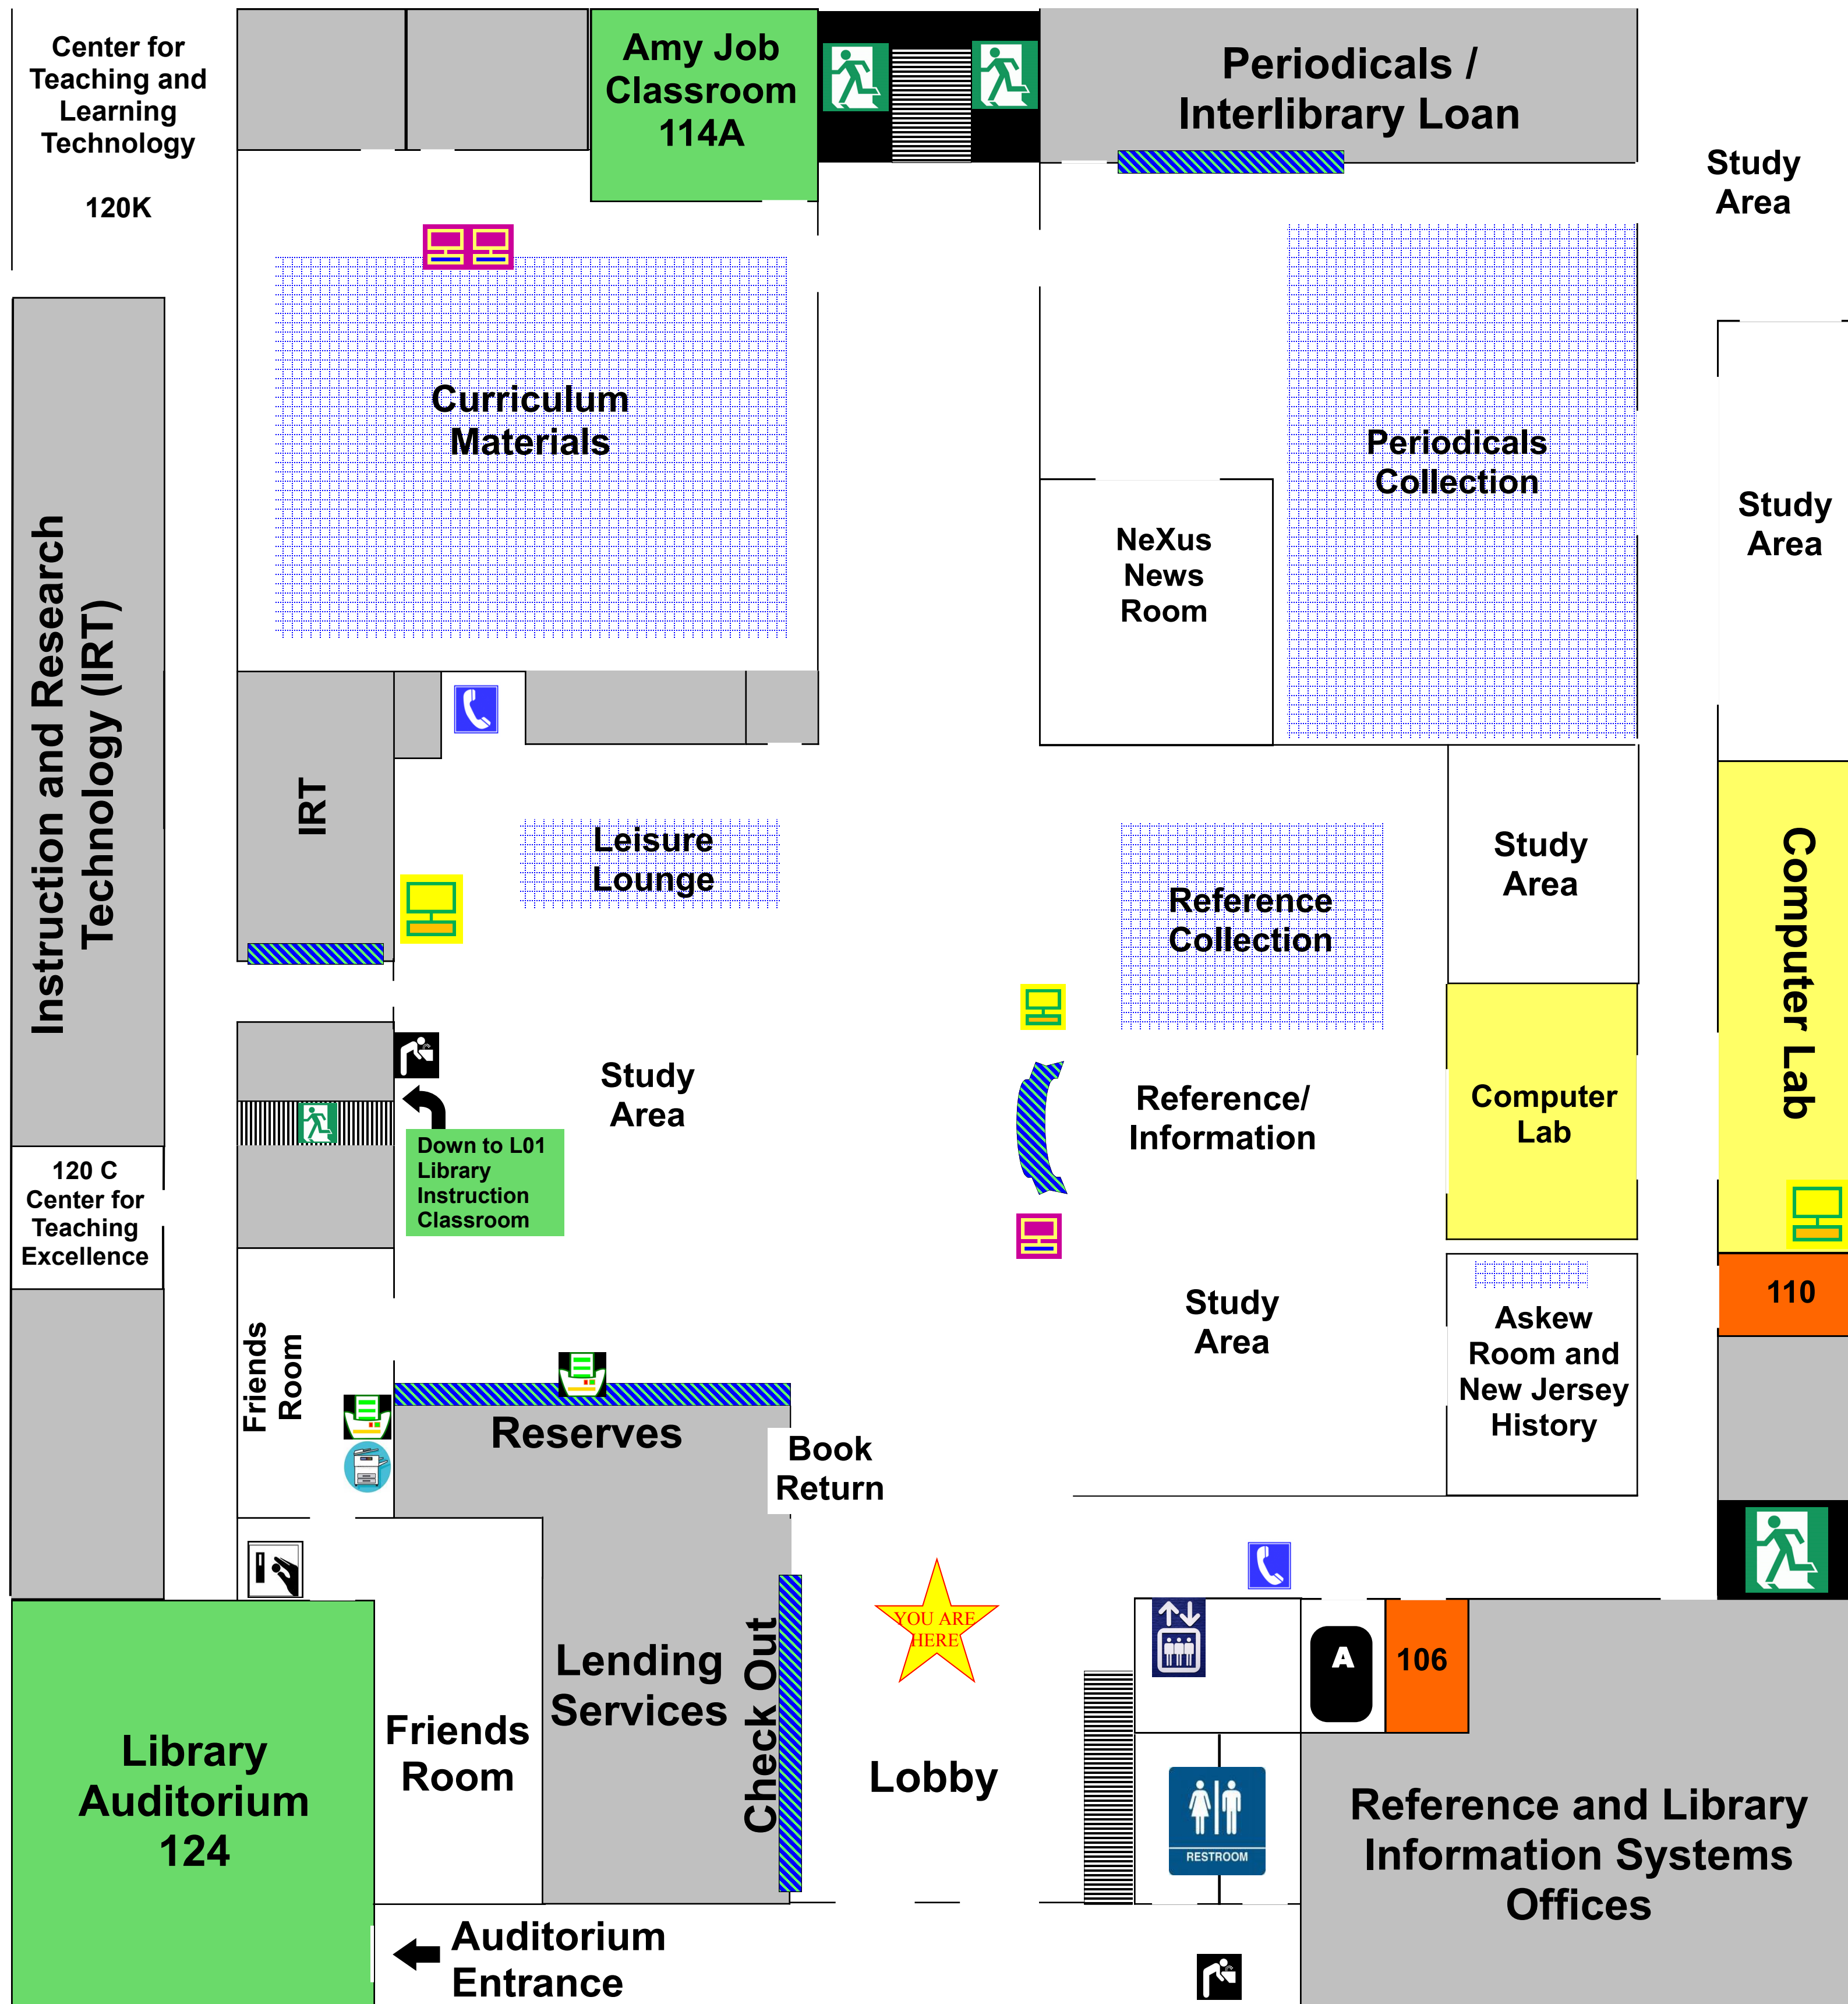 Center for
Teaching and
Learning
Technology
120K
Amy Job
Classroom
114A
Periodicals /
Interlibrary Loan
Study
Area
Curriculum
Materials
Periodicals
Collection
Study
Area
NeXus
News
Room
Instruction and Research
Technology (IRT)
IRT
Leisure
Lounge
Reference
Collection
Study
Area
Computer Lab
Study
Area
Reference/
Information
Computer
Lab
Down to L01
Library
Instruction
Classroom
120 C
Center for
Teaching
Excellence
Study
Area
110
Askew
Room and
New Jersey
History
Friends
Room
Reserves
Book
Return
YOU ARE
HERE
Lending
Services
Check Out
A
106
Friends
Room
Lobby
Library
Auditorium
124
RESTROOM
Reference and Library
Information Systems
Offices
Auditorium
Entrance